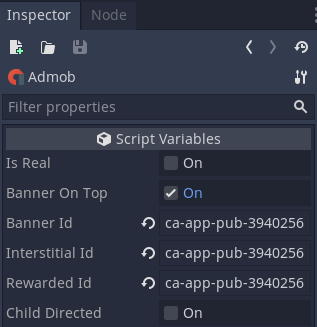 Inspector Node
Admob
Filter properties
Script Variables
Is Real On
Banner On Top On
Banner Id ca-app-pub-3940256
Interstitial Id ca-app-pub-3940256
Rewarded Id ca-app-pub-3940256
Child Directed On